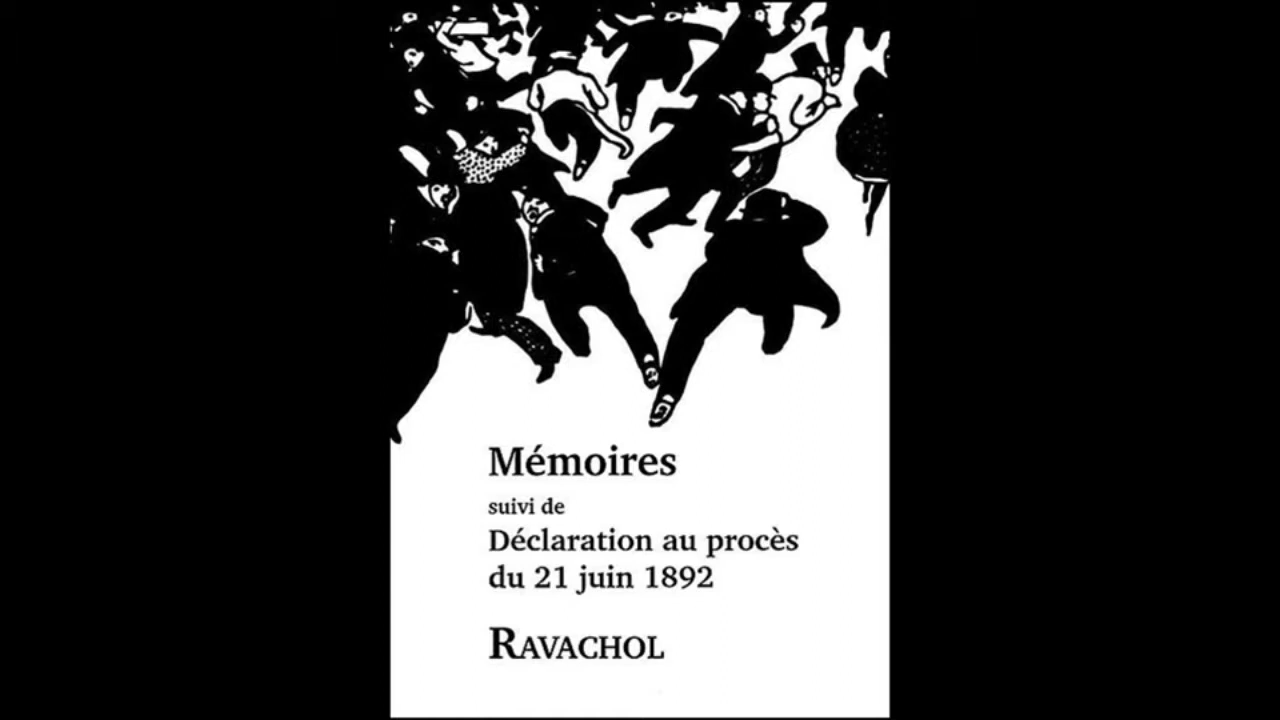 Mémoires
suivi de
Déclaration au procès
du 21 juin 1892
RAVACHOL